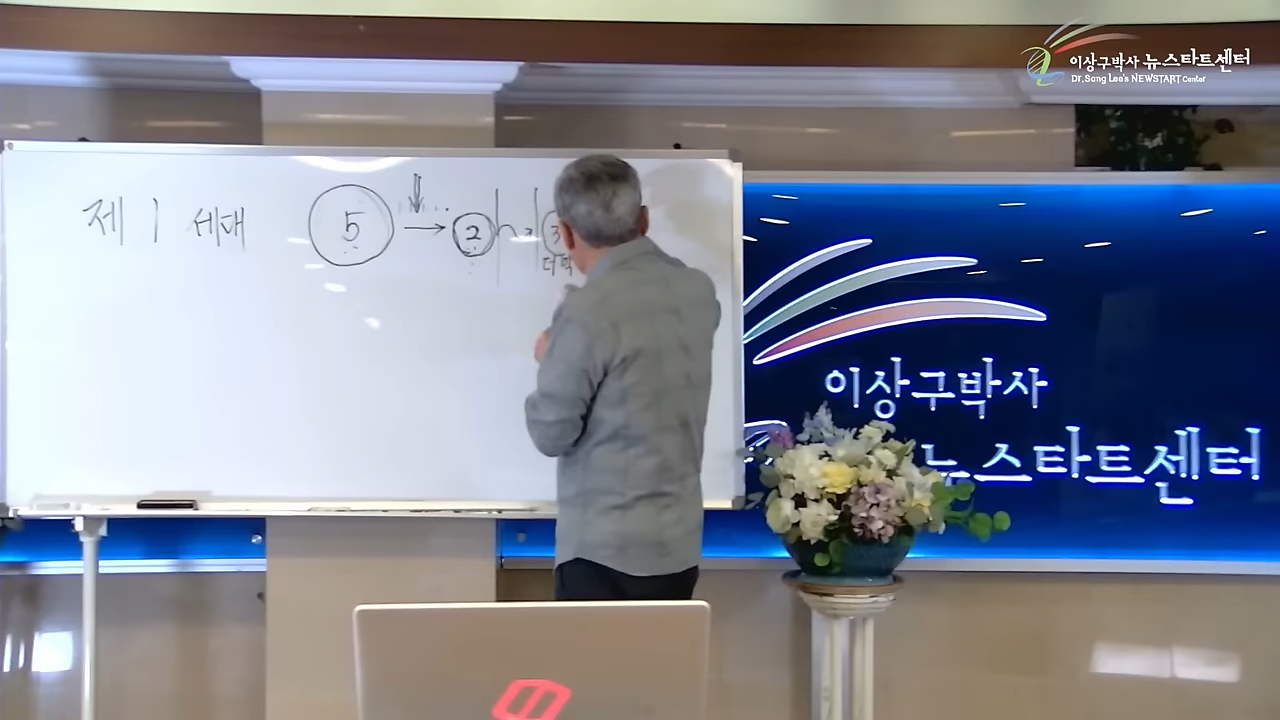 이상구박사 뉴스타트센터
Dr. Sang Lee's NEWSTART Center
제 1 세대 5 → 2 3
이상구박사
뉴스타트센터